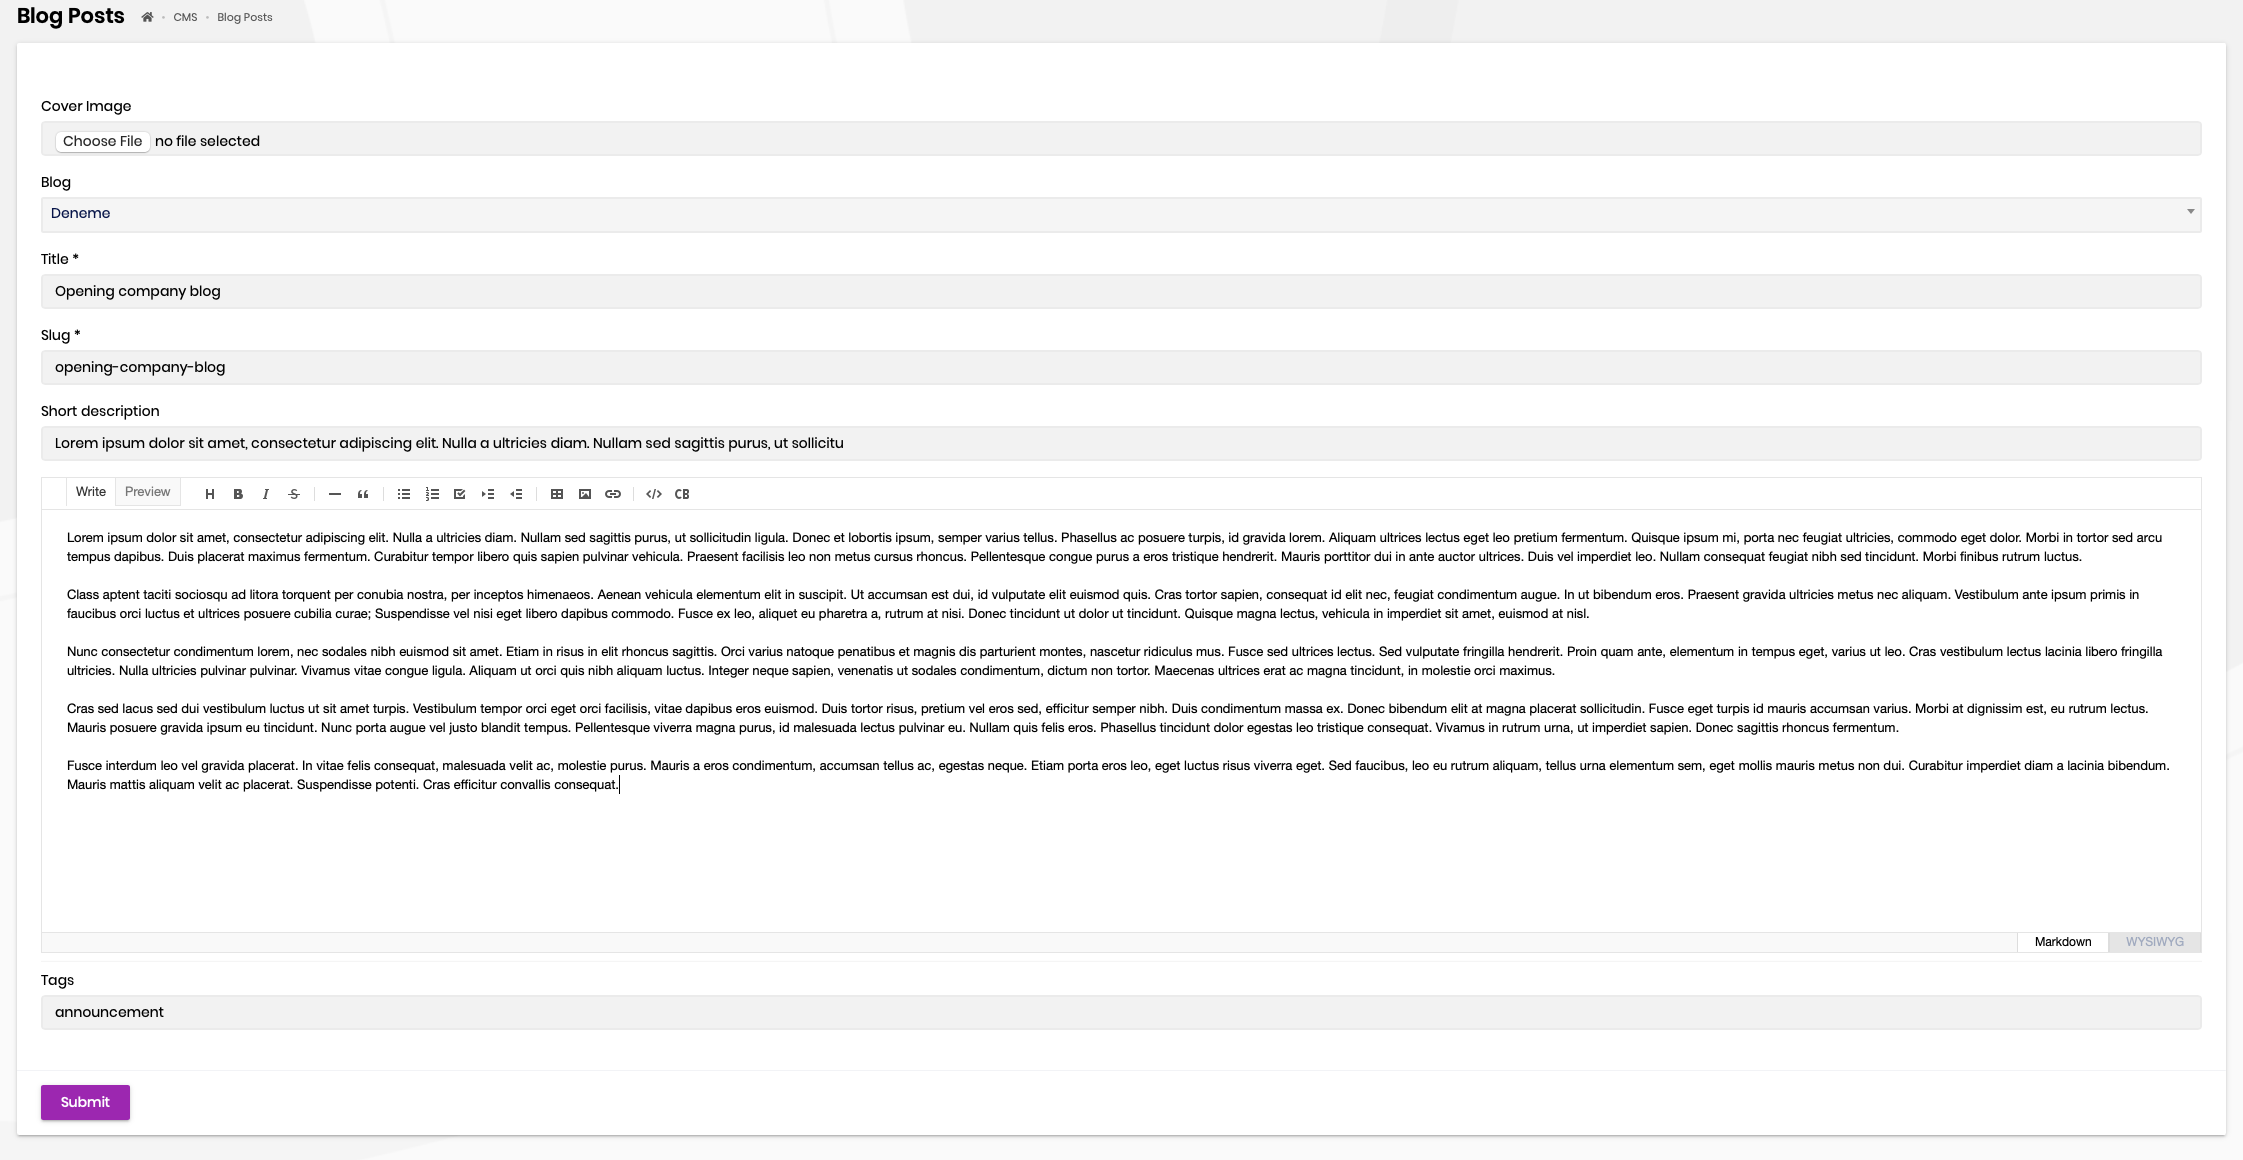 Blog Posts CMS Blog Posts
Cover Image
Choose File no file selected
Blog
Deneme
Title *
Opening company blog
Slug *
opening-company-blog
Short description
Lorem ipsum dolor sit amet, consectetur adipiscing elit. Nulla a ultricies diam. Nullam sed sagittis purus, ut sollicitu
Write Preview H B I S “ </> CB
Lorem ipsum dolor sit amet, consectetur adipiscing elit. Nulla a ultricies diam. Nullam sed sagittis purus, ut sollicitudin ligula. Donec et lobortis ipsum, semper varius tellus. Phasellus ac posuere turpis, id gravida lorem. Aliquam ultrices lectus eget leo pretium fermentum. Quisque ipsum mi, porta nec feugiat ultricies, commodo eget dolor. Morbi in tortor sed arcu
tempus dapibus. Duis placerat maximus fermentum. Curabitur tempor libero quis sapien pulvinar vehicula. Praesent facilisis leo non metus cursus rhoncus. Pellentesque congue purus a eros tristique hendrerit. Mauris porttitor dui in ante auctor ultrices. Duis vel imperdiet leo. Nullam consequat feugiat nibh sed tincidunt. Morbi finibus rutrum luctus.
Class aptent taciti sociosqu ad litora torquent per conubia nostra, per inceptos himenaeos. Aenean vehicula elementum elit in suscipit. Ut accumsan est dui, id vulputate elit euismod quis. Cras tortor sapien, consequat id elit nec, feugiat condimentum augue. In ut bibendum eros. Praesent gravida ultricies metus nec aliquam. Vestibulum ante ipsum primis in
faucibus orci luctus et ultrices posuere cubilia curae; Suspendisse vel nisi eget libero dapibus commodo. Fusce ex leo, aliquet eu pharetra a, rutrum at nisi. Donec tincidunt ut dolor ut tincidunt. Quisque magna lectus, vehicula in imperdiet sit amet, euismod at nisl.
Nunc consectetur condimentum lorem, nec sodales nibh euismod sit amet. Etiam in risus in elit rhoncus sagittis. Orci varius natoque penatibus et magnis dis parturient montes, nascetur ridiculus mus. Fusce sed ultrices lectus. Sed vulputate fringilla hendrerit. Proin quam ante, elementum in tempus eget, varius ut leo. Cras vestibulum lectus lacinia libero fringilla
ultricies. Nulla ultricies pulvinar pulvinar. Vivamus vitae congue ligula. Aliquam ut orci quis nibh aliquam luctus. Integer neque sapien, venenatis ut sodales condimentum, dictum non tortor. Maecenas ultrices erat ac magna tincidunt, in molestie orci maximus.
Cras sed lacus sed dui vestibulum luctus ut sit amet turpis. Vestibulum tempor orci eget orci facilisis, vitae dapibus eros euismod. Duis tortor risus, pretium vel eros sed, efficitur semper nibh. Duis condimentum massa ex. Donec bibendum elit at magna placerat sollicitudin. Fusce eget turpis id mauris accumsan varius. Morbi at dignissim est, eu rutrum lectus.
Mauris posuere gravida ipsum eu tincidunt. Nunc porta augue vel justo blandit tempus. Pellentesque viverra magna purus, id malesuada lectus pulvinar eu. Nullam quis felis eros. Phasellus tincidunt dolor egestas leo tristique consequat. Vivamus in rutrum urna, ut imperdiet sapien. Donec sagittis rhoncus fermentum.
Fusce interdum leo vel gravida placerat. In vitae felis consequat, malesuada velit ac, molestie purus. Mauris a eros condimentum, accumsan tellus ac, egestas neque. Etiam porta eros leo, eget luctus risus viverra eget. Sed faucibus, leo eu rutrum aliquam, tellus urna elementum sem, eget mollis mauris metus non dui. Curabitur imperdiet diam a lacinia bibendum.
Mauris mattis aliquam velit ac placerat. Suspendisse potenti. Cras efficitur convallis consequat.
Markdown WYSIWYG
Tags
announcement
Submit